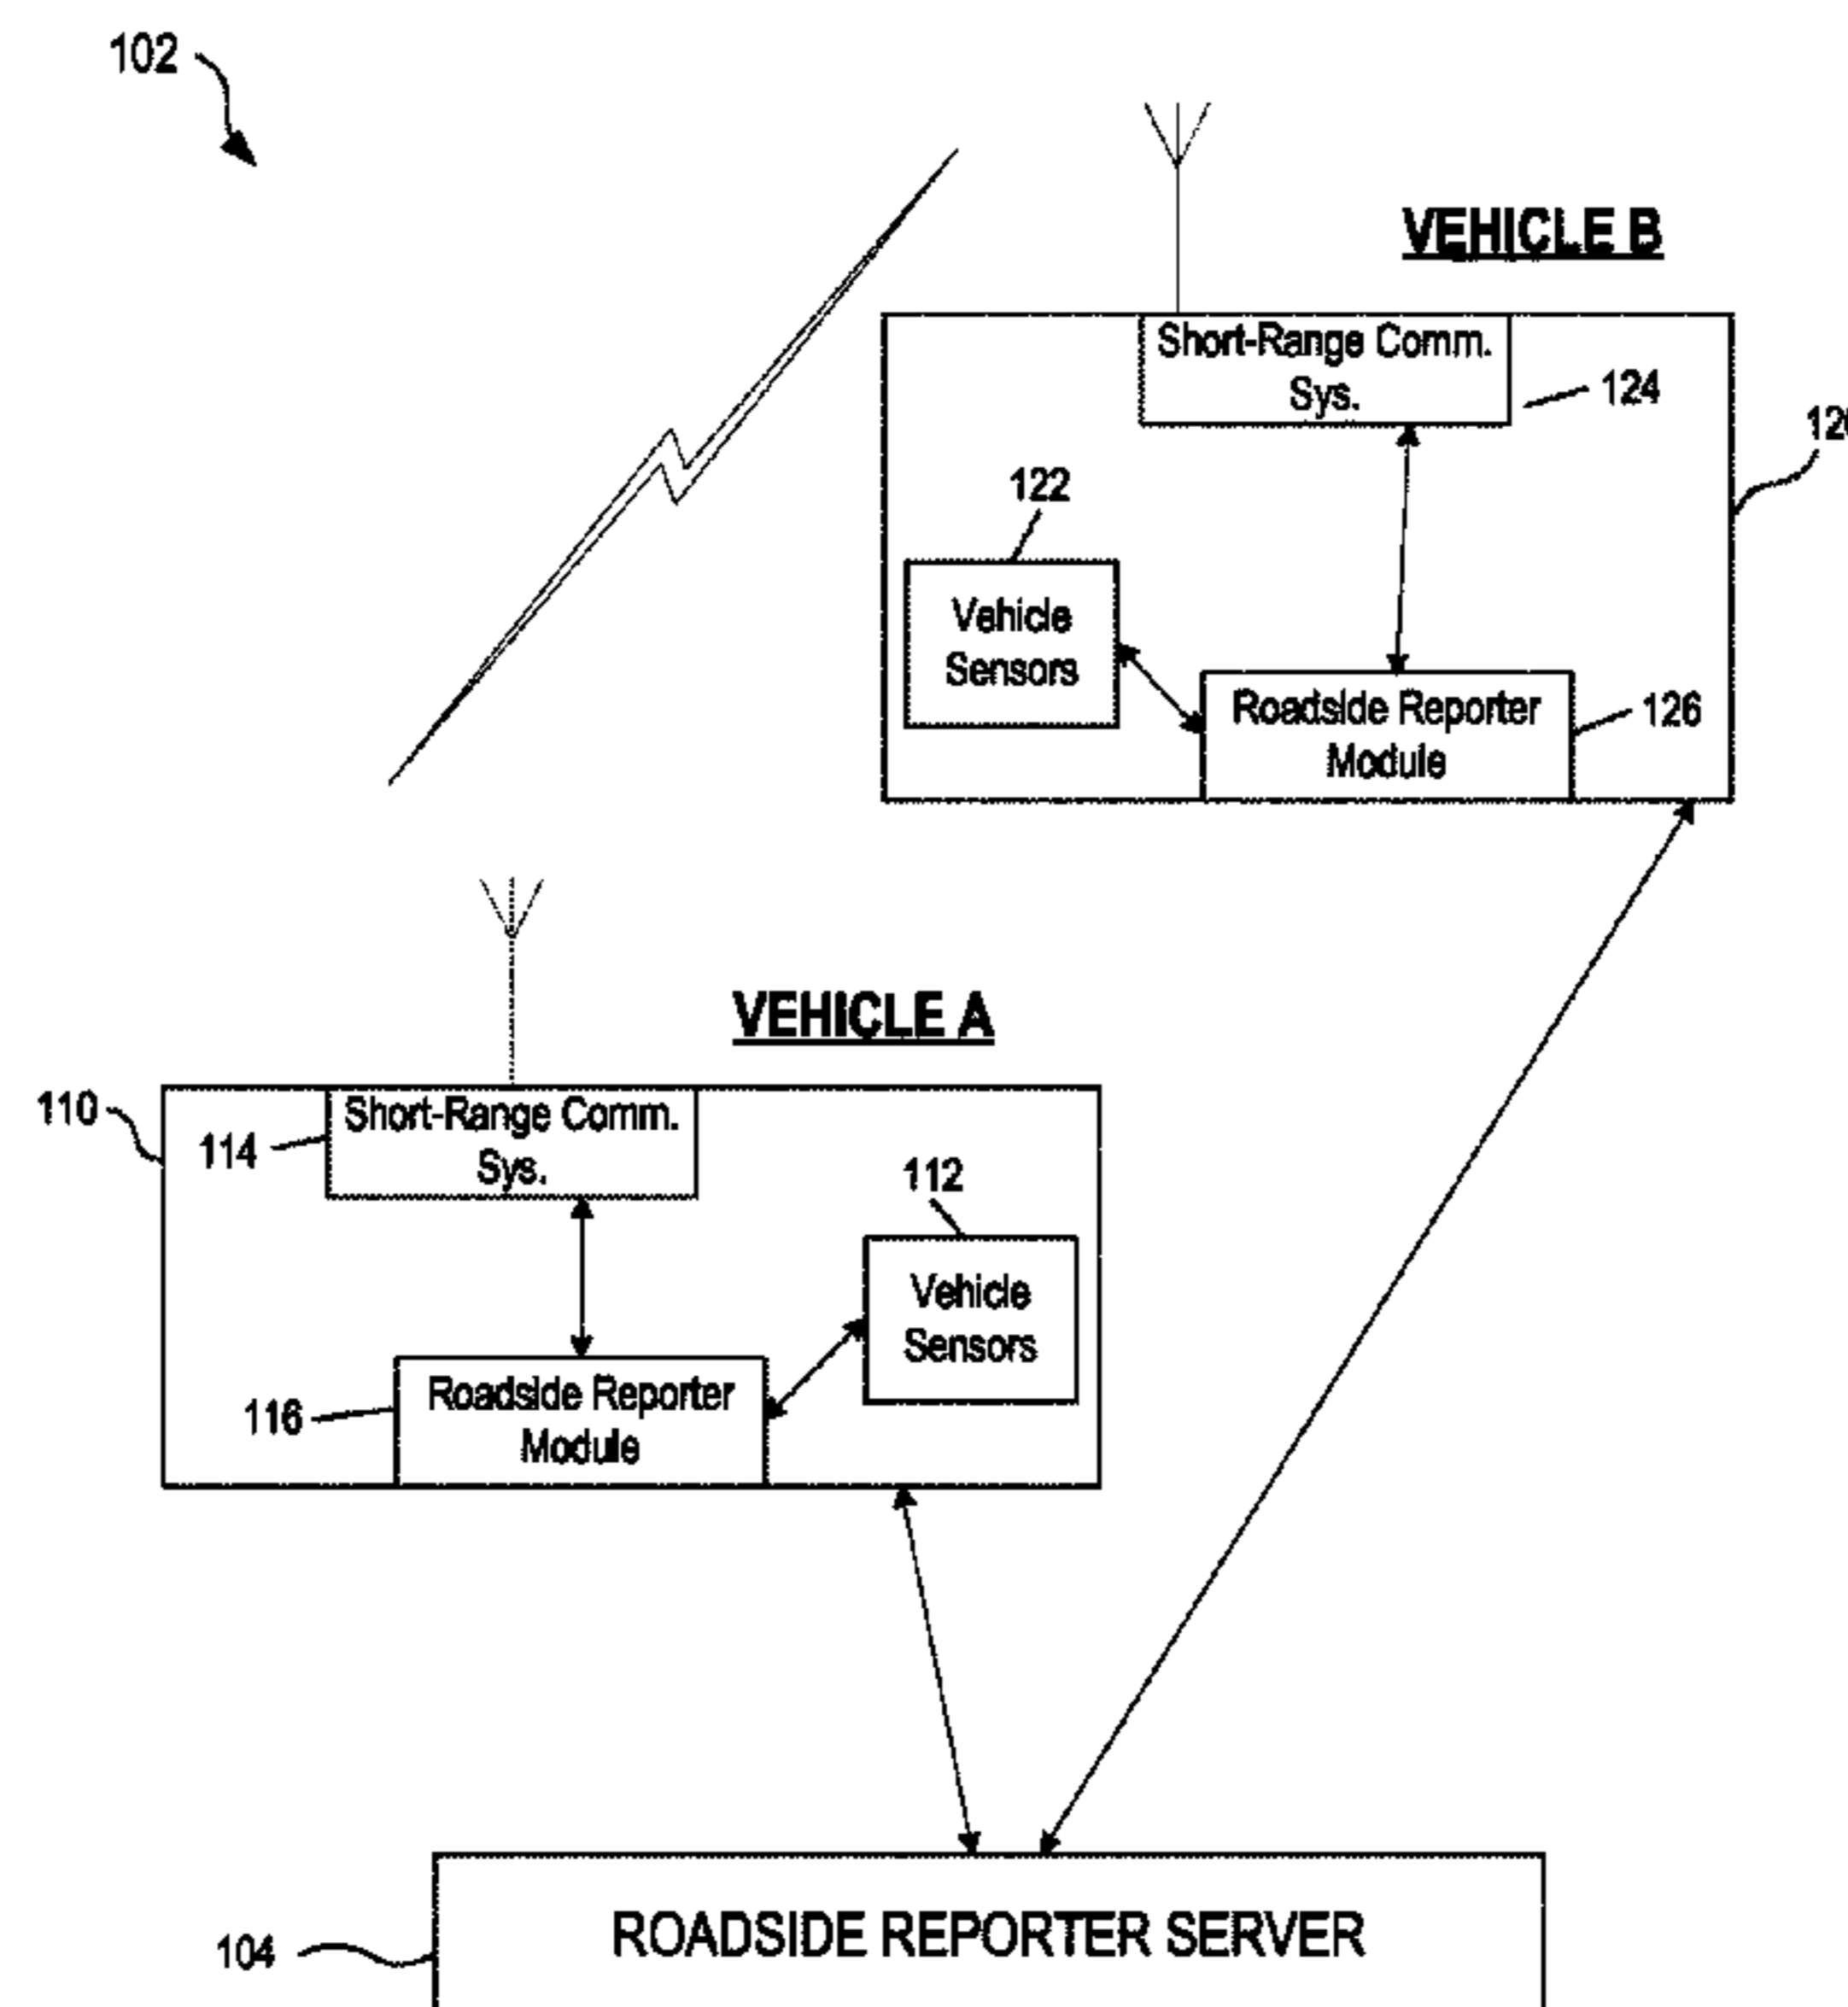 102
VEHICLE B
Short-Range Comm.
Sys.
124
122
Vehicle
Sensors
Roadside Reporter
Module
126
VEHICLE A
110
Short-Range Comm.
Sys.
114
112
Vehicle
Sensors
116
Roadside Reporter
Module
ROADSIDE REPORTER SERVER
104